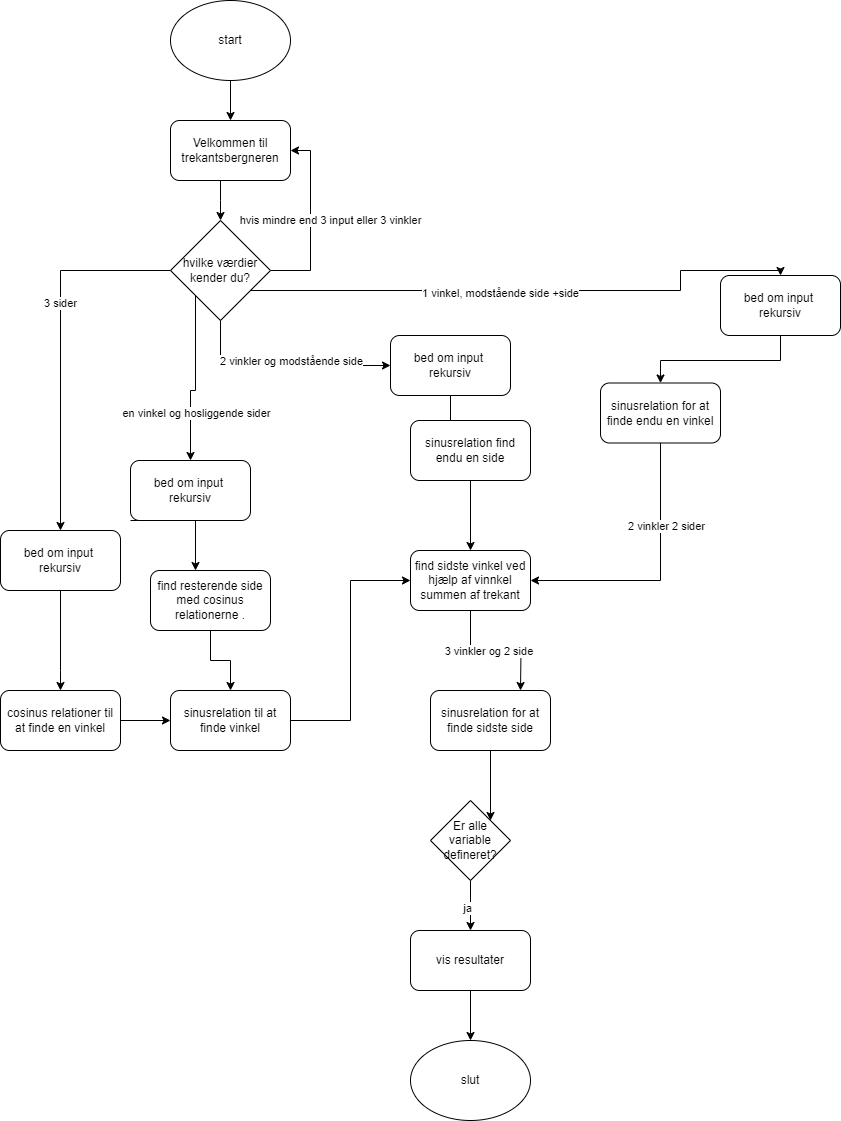 start
Velkommen til
trekantsbergneren
hvis mindre end 3 input eller 3 vinkler
hvilke værdier
kender du?
3 sider
1 vinkel, modstående side +side
bed om input
rekursiv
2 vinkler og modstående side
bed om input
rekursiv
en vinkel og hosliggende sider
sinusrelation for at
finde endu en vinkel
sinusrelation find
endu en side
bed om input
rekursiv
2 vinkler 2 sider
bed om input
rekursiv
find sidste vinkel ved
hjælp af vinnkel
summen af trekant
find resterende side
med cosinus
relationerne .
3 vinkler og 2 side
cosinus relationer til
at finde en vinkel
sinusrelation til at
finde vinkel
sinusrelation for at
finde sidste side
Er alle
variable
defineret?
ja
vis resultater
slut